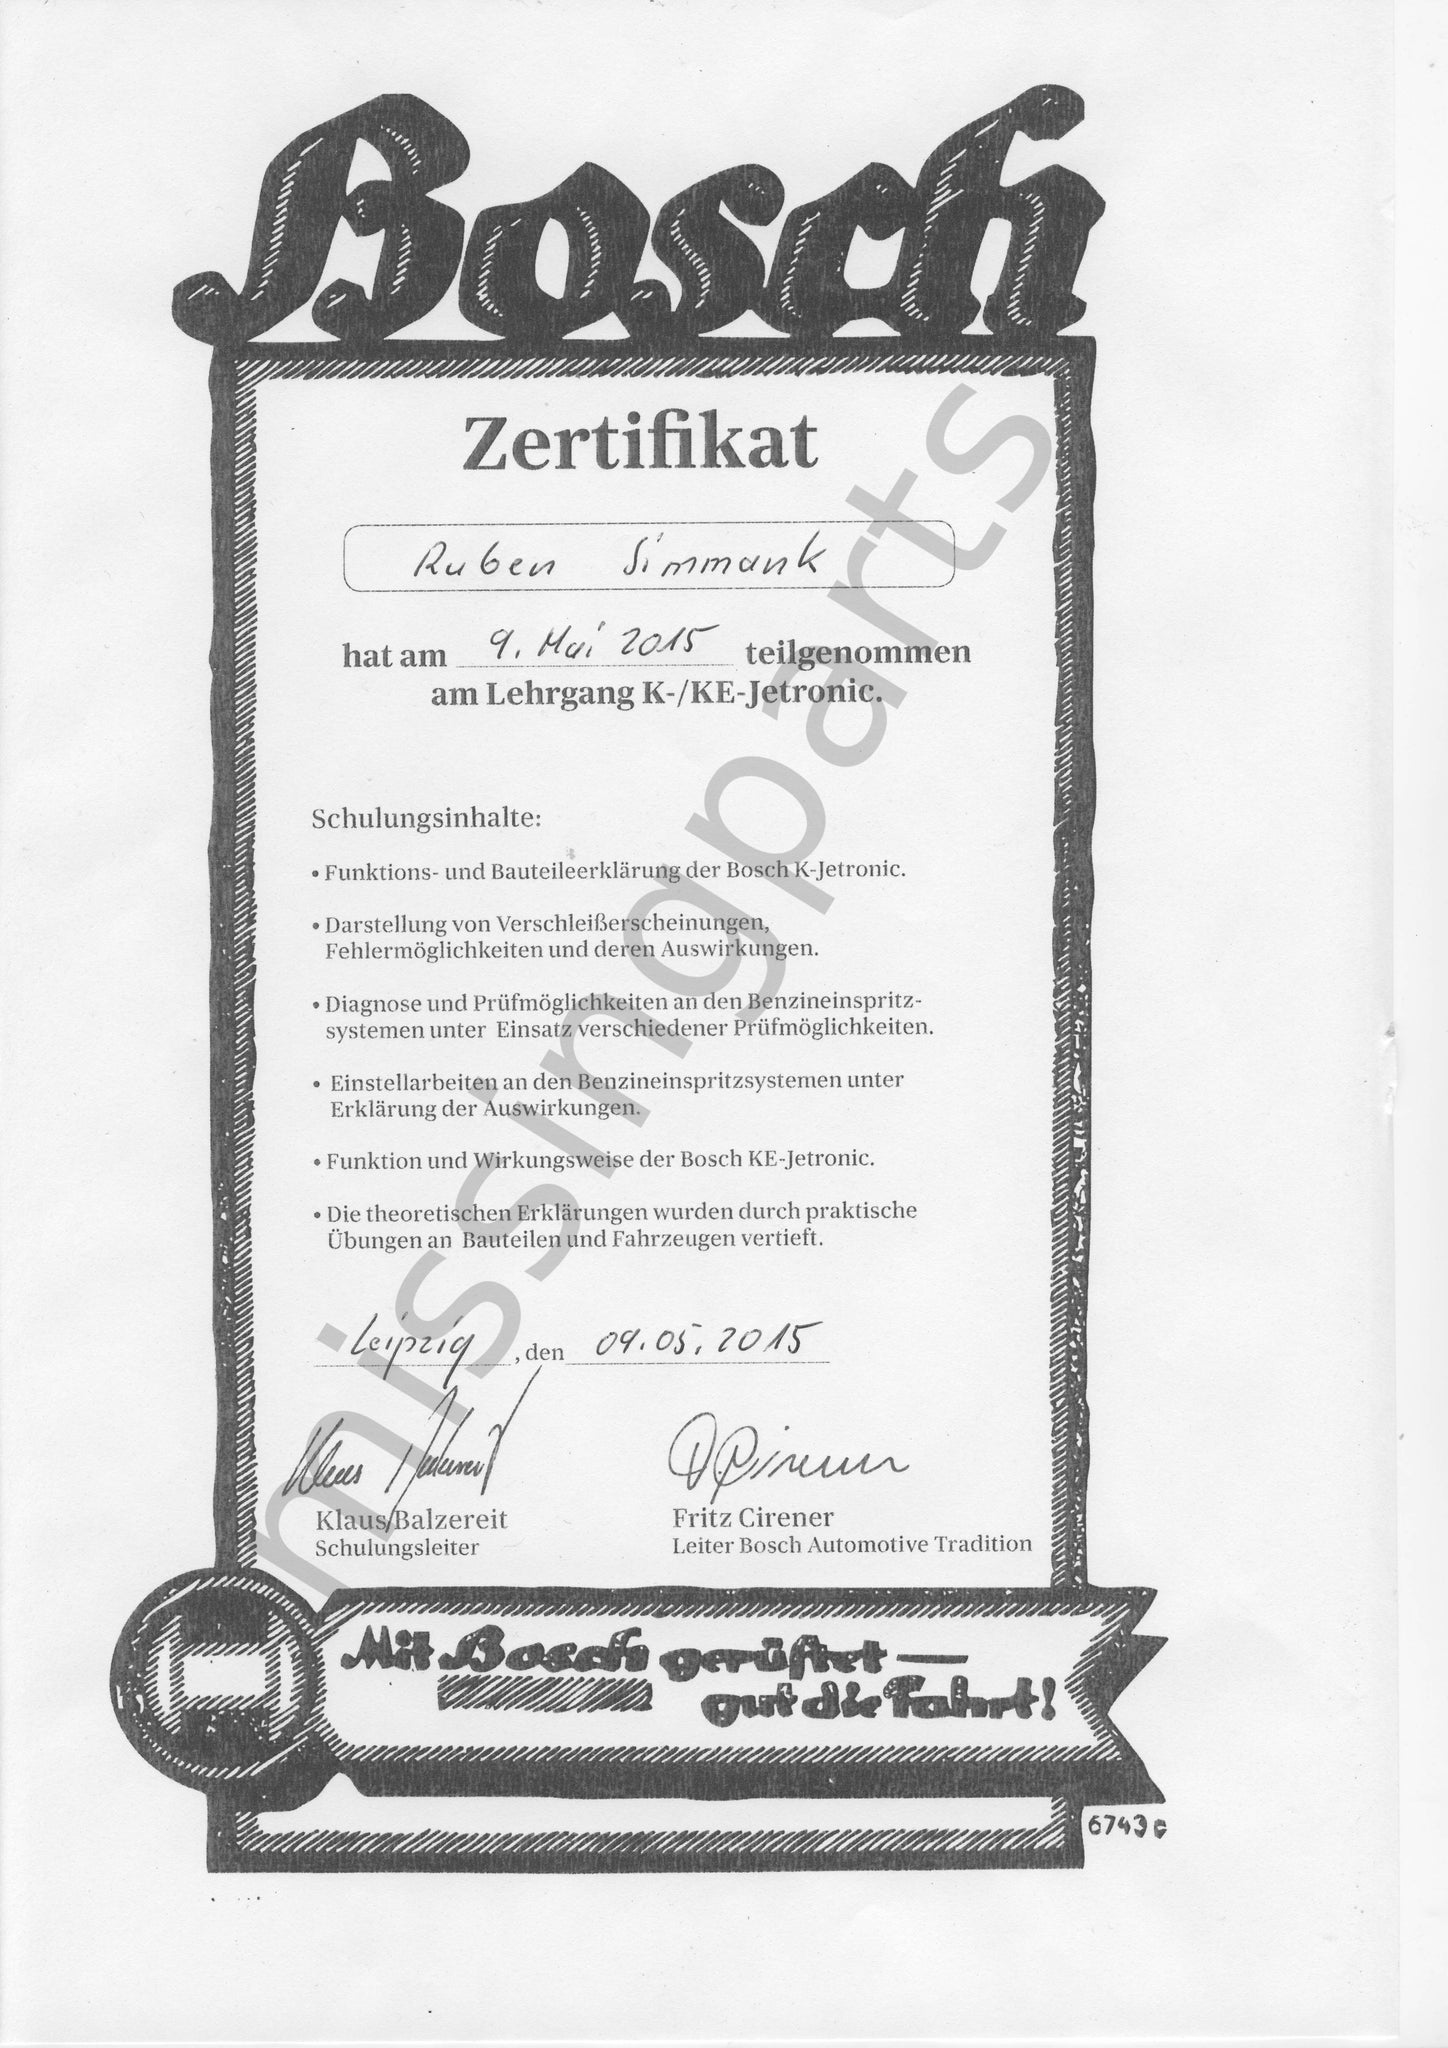 Bosch
Zertifikat
Ruben Simmank
hat am 9. Mai 2015 teilgenommen
am Lehrgang K-/KE-Jetronic.
Schulungsinhalte:
• Funktions- und Bauteileerklärung der Bosch K-Jetronic.
• Darstellung von Verschleißerscheinungen,
Fehlermöglichkeiten und deren Auswirkungen.
• Diagnose und Prüfmöglichkeiten an den Benzineinspritz-
systemen unter Einsatz verschiedener Prüfmöglichkeiten.
• Einstellarbeiten an den Benzineinspritzsystemen unter
Erklärung der Auswirkungen.
• Funktion und Wirkungsweise der Bosch KE-Jetronic.
• Die theoretischen Erklärungen wurden durch praktische
Übungen an Bauteilen und Fahrzeugen vertieft.
Leipzig, den 09.05.2015
Klaus Balzereit
Schulungsleiter
Fritz Cirener
Leiter Bosch Automotive Tradition
Mit Bosch gerüstet —
gut die Fahrt!
6743c
missingparts